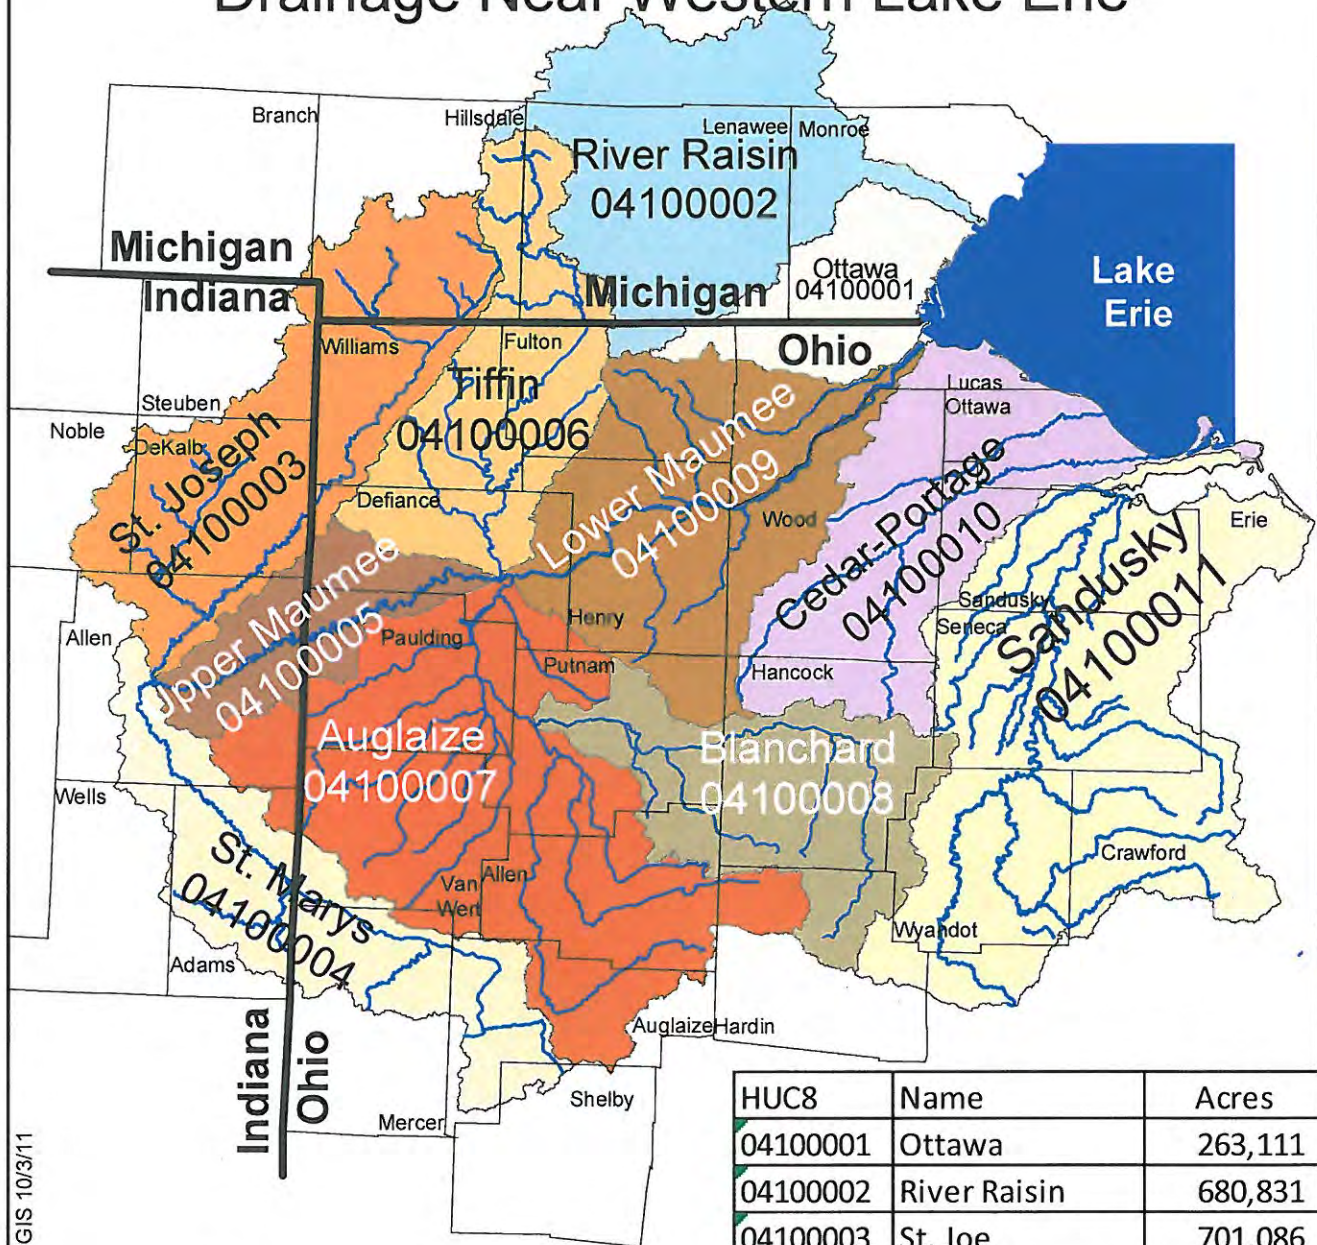 Drainage Near Western Lake Erie
Branch
Hillsdale
Lenawee
Monroe
River Raisin
04100002
Michigan
Indiana
Michigan
Ottawa
04100001
Lake
Erie
Ohio
Williams
Fulton
Tiffin
04100006
Lucas
Ottawa
Steuben
Noble
DeKalb
St. Joseph
04100003
Defiance
Lower Maumee
04100009
Wood
Cedar-Portage
04100010
Erie
Sandusky
04100011
Sandusky
Seneca
Upper Maumee
04100005
Allen
Paulding
Henry
Putnam
Hancock
Auglaize
04100007
Blanchard
04100008
Wells
St. Marys
04100004
Van
Wert
Allen
Crawford
Wyandot
Adams
Auglaize
Hardin
Indiana
Ohio
Mercer
Shelby
GIS 10/3/11
HUC8 Name Acres
04100001 Ottawa 263,111
04100002 River Raisin 680,831
04100003 St. Joe 701,086